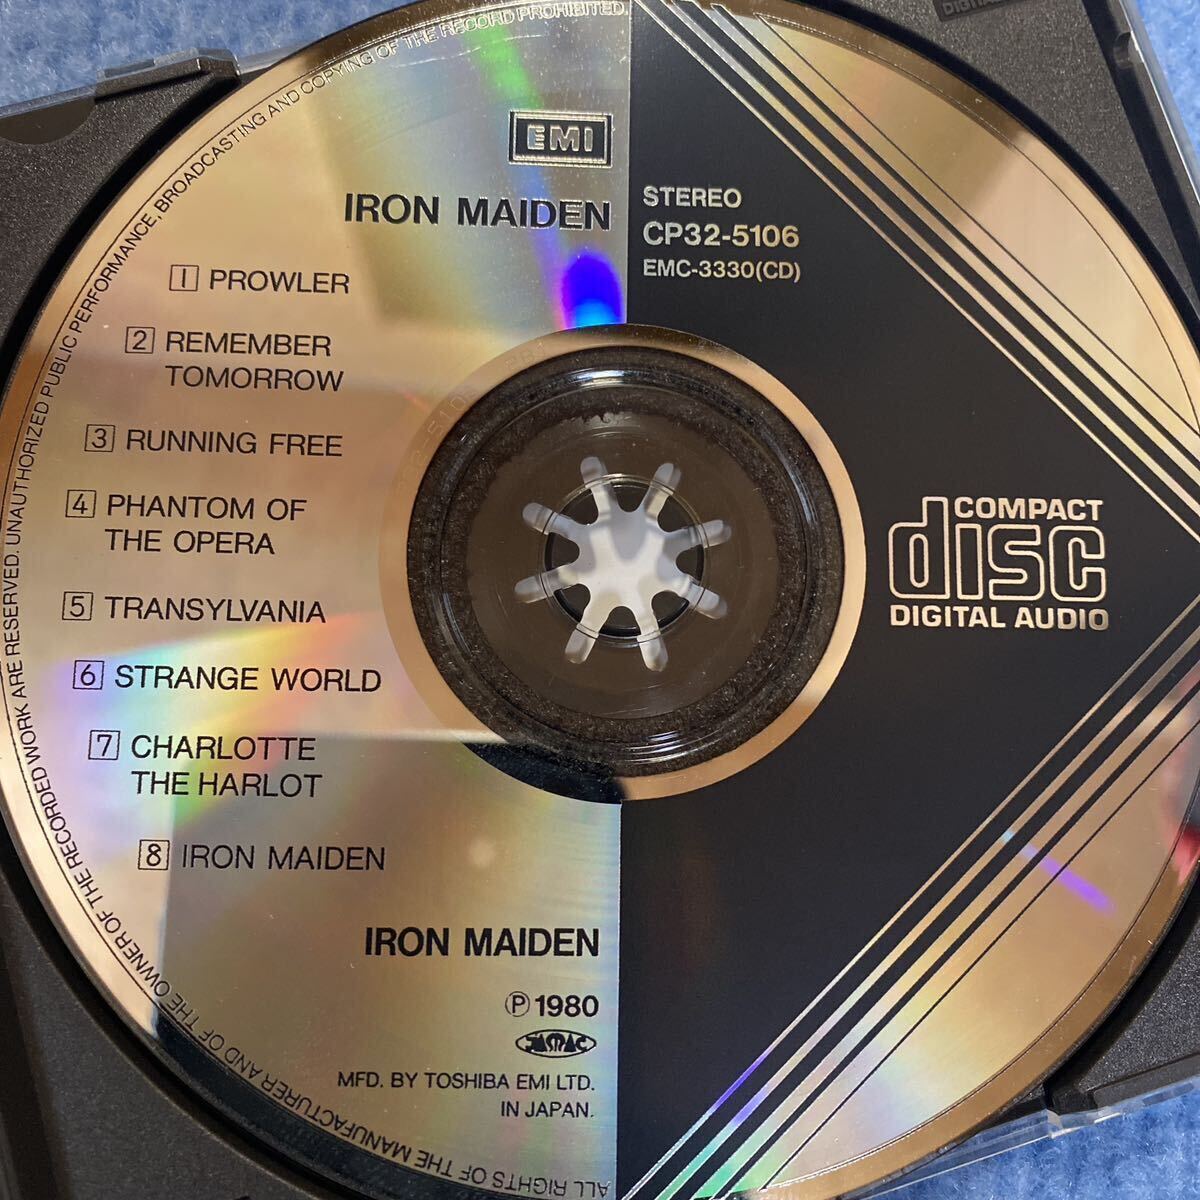 EMI
IRON MAIDEN
STEREO
CP32-5106
EMC-3330(CD)
1 PROWLER
2 REMEMBER
TOMORROW
3 RUNNING FREE
4 PHANTOM OF
THE OPERA
5 TRANSYLVANIA
6 STRANGE WORLD
7 CHARLOTTE
THE HARLOT
8 IRON MAIDEN
COMPACT
disc
DIGITAL AUDIO
IRON MAIDEN
Ⓟ1980
JASRAC
MFD. BY TOSHIBA EMI LTD.
IN JAPAN.
ALL RIGHTS OF THE MANUFACTURER AND OF THE OWNER OF THE RECORDED WORK ARE RESERVED. UNAUTHORIZED PUBLIC PERFORMANCE, BROADCASTING AND COPYING OF THE RECORD PROHIBITED.